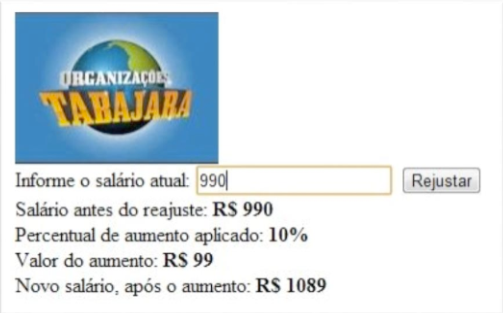 ORGANIZAÇÕES
TABAJARA
Informe o salário atual: 990 Rejustar
Salário antes do reajuste: R$ 990
Percentual de aumento aplicado: 10%
Valor do aumento: R$ 99
Novo salário, após o aumento: R$ 1089